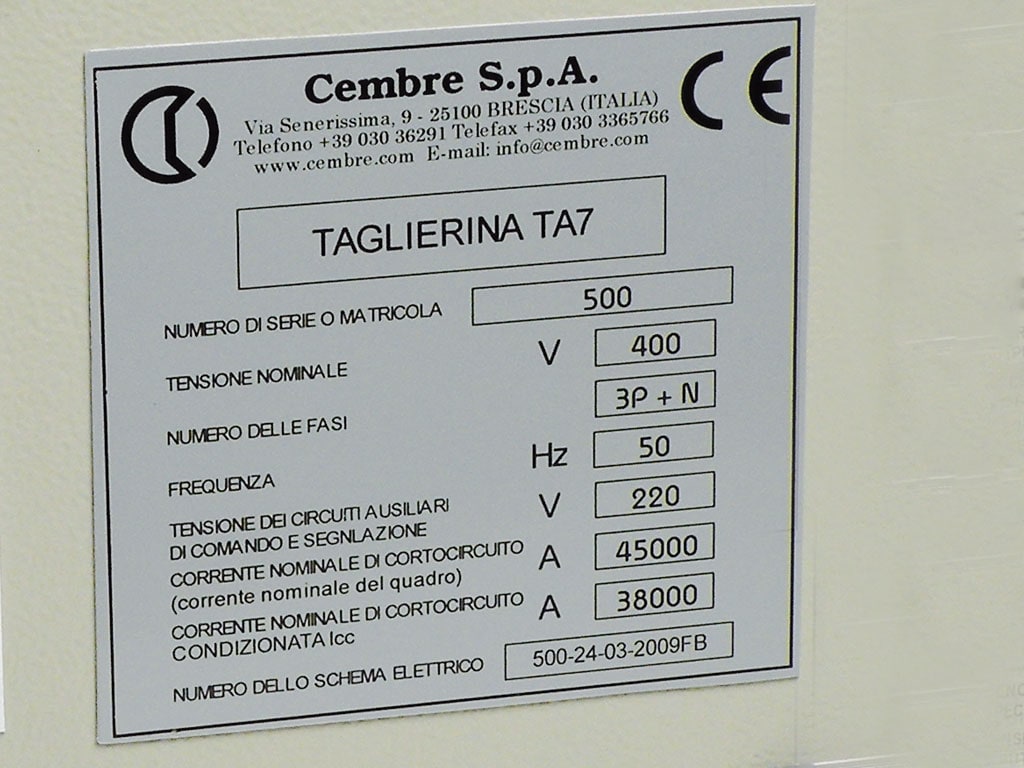 Cembre S.p.A.
CE
Via Senerissima, 9 - 25100 BRESCIA (ITALIA)
Telefono +39 030 36291 Telefax +39 030 3365766
www.cembre.com E-mail: info@cembre.com
TAGLIERINA TA7
NUMERO DI SERIE O MATRICOLA 500
TENSIONE NOMINALE V 400
NUMERO DELLE FASI 3P + N
FREQUENZA Hz 50
TENSIONE DEI CIRCUITI AUSILIARI
DI COMANDO E SEGNLAZIONE V 220
CORRENTE NOMINALE DI CORTOCIRCUITO
(corrente nominale del quadro) A 45000
CORRENTE NOMINALE DI CORTOCIRCUITO
CONDIZIONATA Icc A 38000
NUMERO DELLO SCHEMA ELETTRICO 500-24-03-2009FB